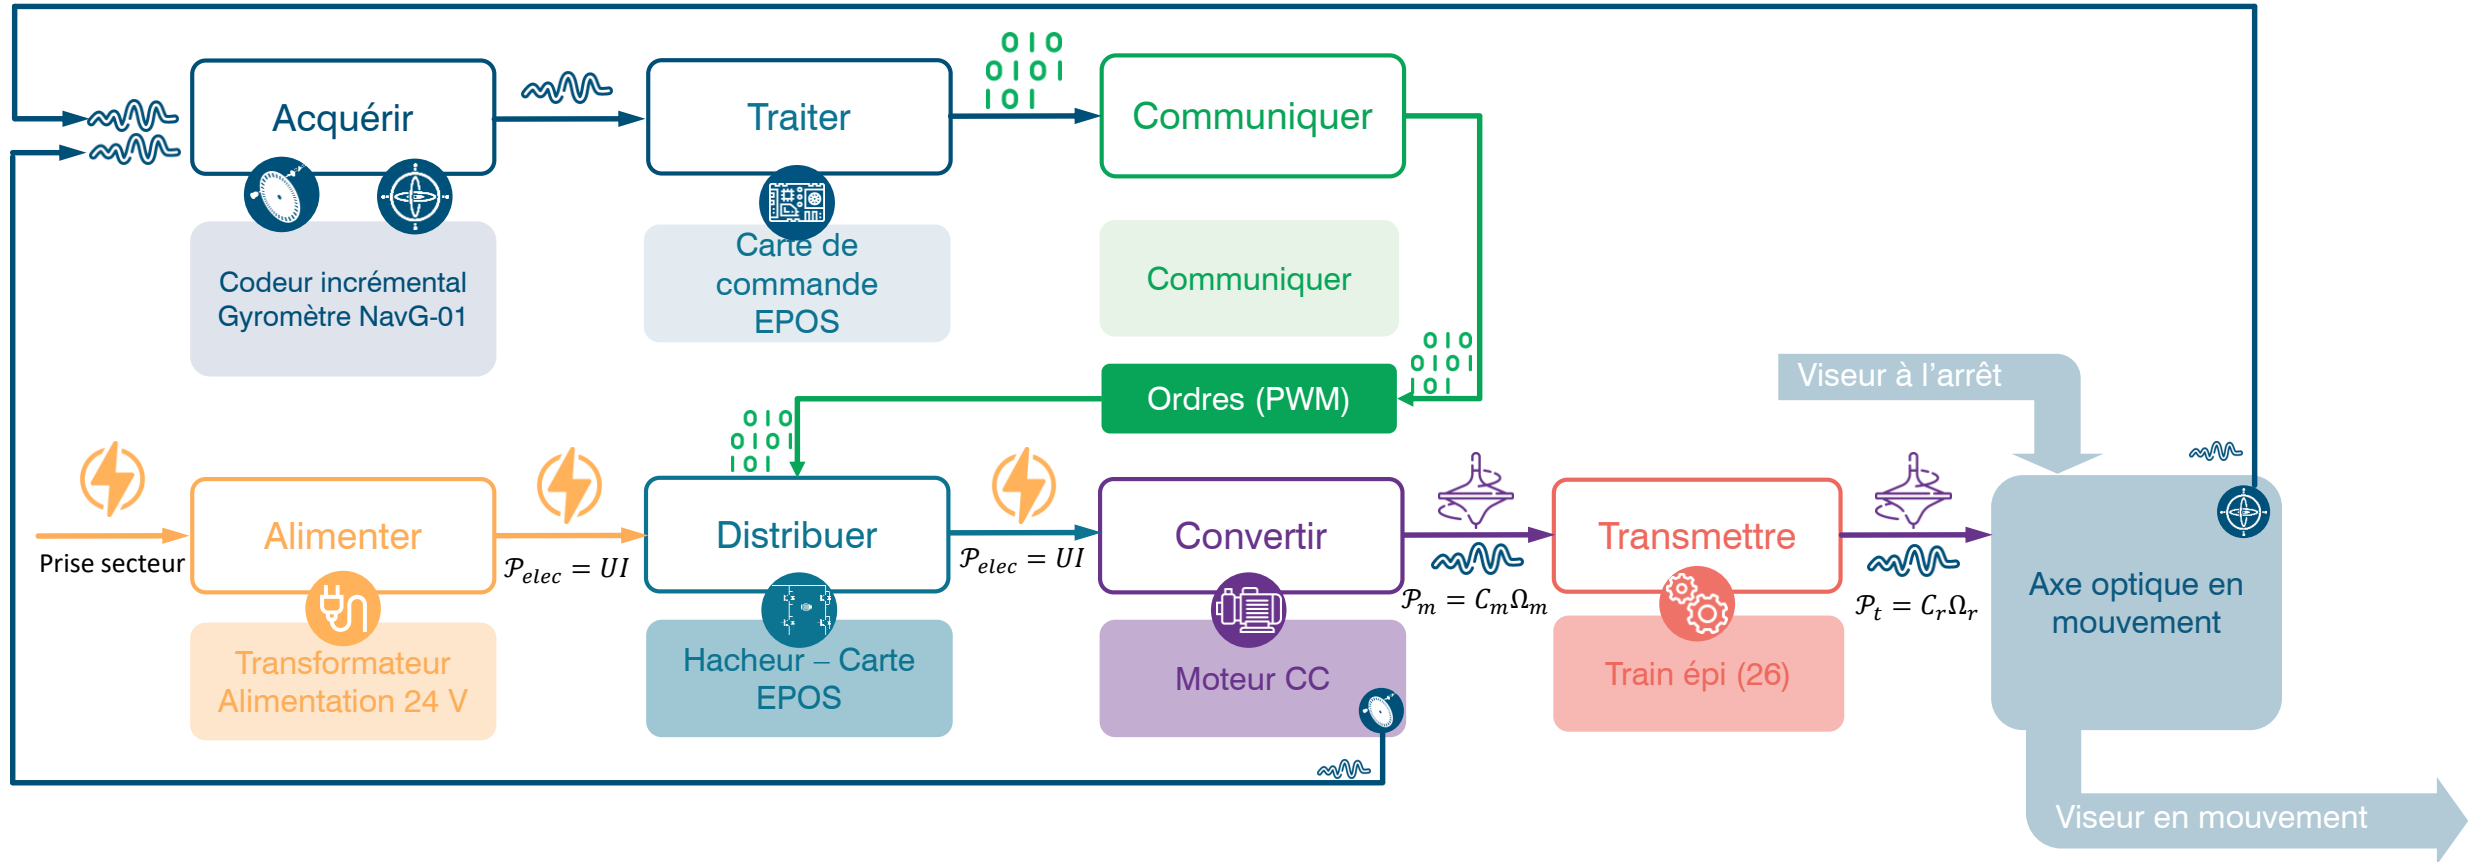 Acquérir
Traiter
Communiquer
010
0101
101
Codeur incrémental
Gyromètre NavG-01
Carte de
commande
EPOS
Communiquer
010
0101
101
Ordres (PWM)
Viseur à l'arrêt
010
0101
101
Prise secteur
Alimenter
𝒫elec = UI
Distribuer
𝒫elec = UI
Convertir
𝒫m = CmΩm
Transmettre
𝒫t = CrΩr
Axe optique en
mouvement
Transformateur
Alimentation 24 V
Hacheur – Carte
EPOS
Moteur CC
Train épi (26)
Viseur en mouvement